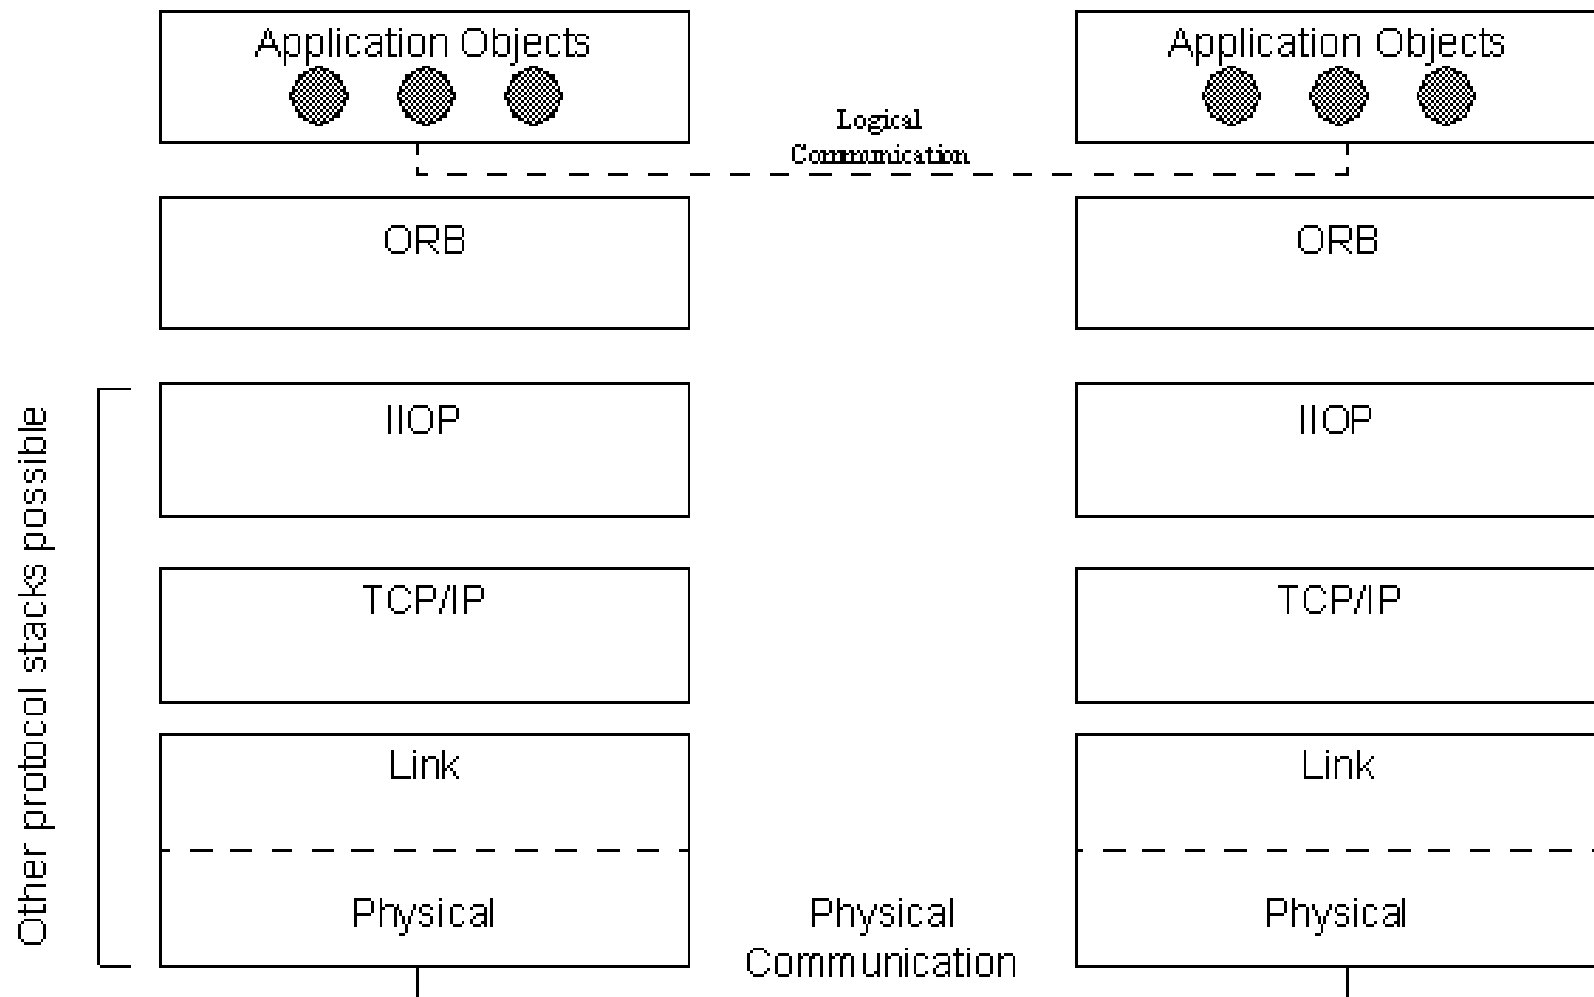 Application Objects
Application Objects
Logical
Communication
ORB
ORB
Other protocol stacks possible
IIOP
IIOP
TCP/IP
TCP/IP
Link
Link
Physical
Physical
Communication
Physical